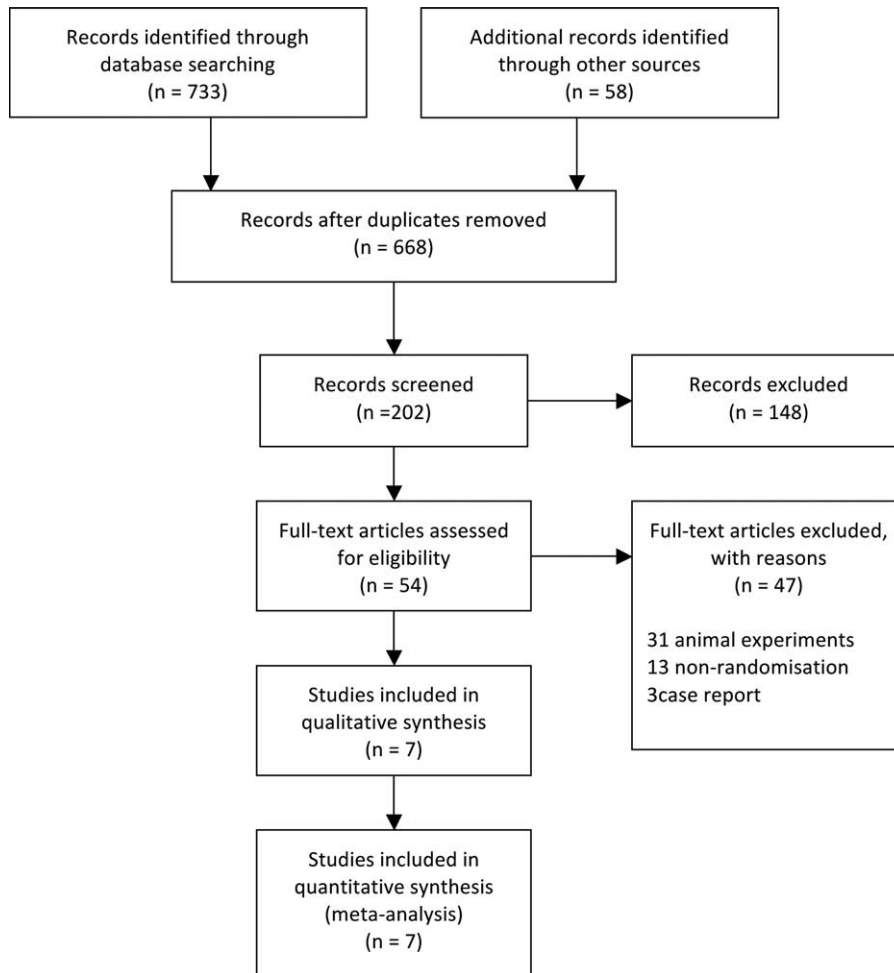 Records identified through
database searching
(n = 733)
Additional records identified
through other sources
(n = 58)
Records after duplicates removed
(n = 668)
Records screened
(n =202)
Records excluded
(n = 148)
Full-text articles assessed
for eligibility
(n = 54)
Full-text articles excluded,
with reasons
(n = 47)
31 animal experiments
13 non-randomisation
3case report
Studies included in
qualitative synthesis
(n = 7)
Studies included in
quantitative synthesis
(meta-analysis)
(n = 7)